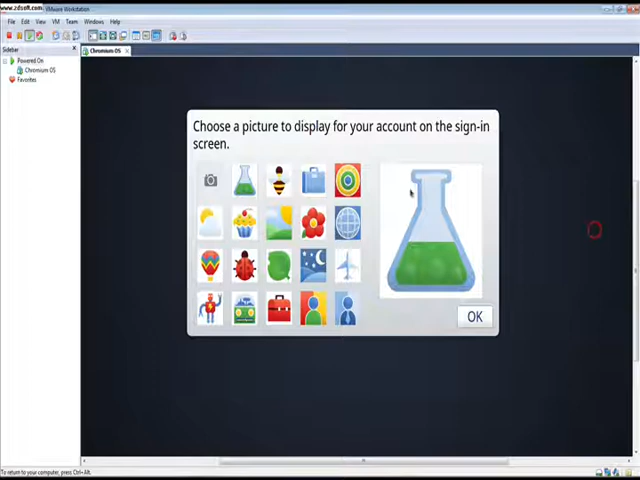 www.zdsoft.com
VMware Workstation
File Edit View VM Team Windows Help
Sidebar
Chromium OS
Powered On
Chromium OS
Favorites
Choose a picture to display for your account on the sign-in
screen.
OK
To return to your computer, press Ctrl+Alt.